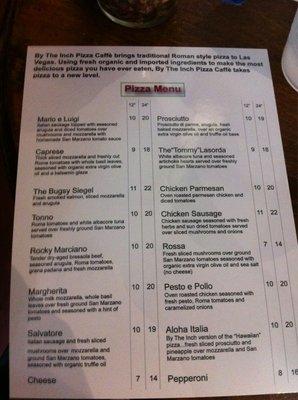 By The Inch Pizza Caffè brings traditional Roman style pizza to Las
Vegas. Using fresh organic and imported ingredients to make the most
delicious pizza you have ever eaten, By The Inch Pizza Caffè takes
pizza to a new level.
Pizza Menu
12" 24"
Mario e Luigi 10 20
Italian sausage topped with seasoned
arugula and diced tomatoes over
mushrooms and mozzarella and
homemade San Marzano tomato sauce
Caprese 9 18
Thick sliced mozzarella and freshly cut
Roma tomatoes with whole basil leaves,
seasoned with organic extra virgin olive
oil and a balsamic glaze
The Bugsy Siegel 11 22
Fresh smoked salmon, sliced mozzarella
and arugula
Tonno 10 20
Roma tomatoes and white albacore tuna
served over freshly ground San Marzano
tomatoes
Rocky Marciano 10 20
Tender dry-aged bresaola beef,
seasoned arugula, Roma tomatoes,
grana padana and fresh mozzarella
Margherita 10 20
Whole milk mozzarella, whole basil
leaves over fresh ground San Marzano
tomatoes and seasoned with a hint of
pesto
Salvatore 10 19
Italian sausage and fresh sliced
mushrooms over mozzarella and
ground San Marzano tomatoes,
seasoned with organic truffle oil
Cheese 7 14
12" 24"
Prosciutto 10 19
Prosciutto di parma, arugula, fresh
baked mozzarella, over an organic
extra virgin olive oil and truffle oil base
The"Tommy"Lasorda 9 18
White albacore tuna and seasoned
artichoke hearts served over freshly
ground San Marzano tomatoes
Chicken Parmesan 10 20
Oven roasted parmesan chicken and
diced tomatoes
Chicken Sausage 10 20
Chicken sausage seasoned with fresh
herbs and sun dried tomatoes served
over sliced mushrooms and onions
Rossa 7 14
Fresh sliced mushrooms over ground
San Marzano tomatoes seasoned with
organic extra virgin olive oil and sea salt
(no cheese)
Pesto e Pollo 10 20
Oven roasted chicken seasoned with
fresh pesto, Roma tomatoes and
caramelized onions
Aloha Italia 10 20
By The Inch version of the "Hawaiian"
pizza...fresh sliced prosciutto and
pineapple over mozzarella and
ground San Marzano tomatoes
Pepperoni 8 16